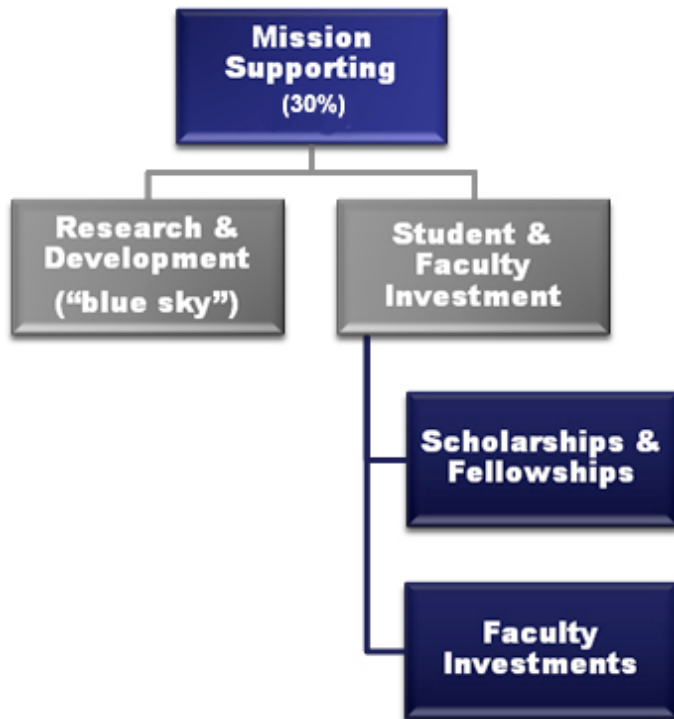 Mission
Supporting
(30%)
Research &
Development
(“blue sky”)
Student &
Faculty
Investment
Scholarships &
Fellowships
Faculty
Investments